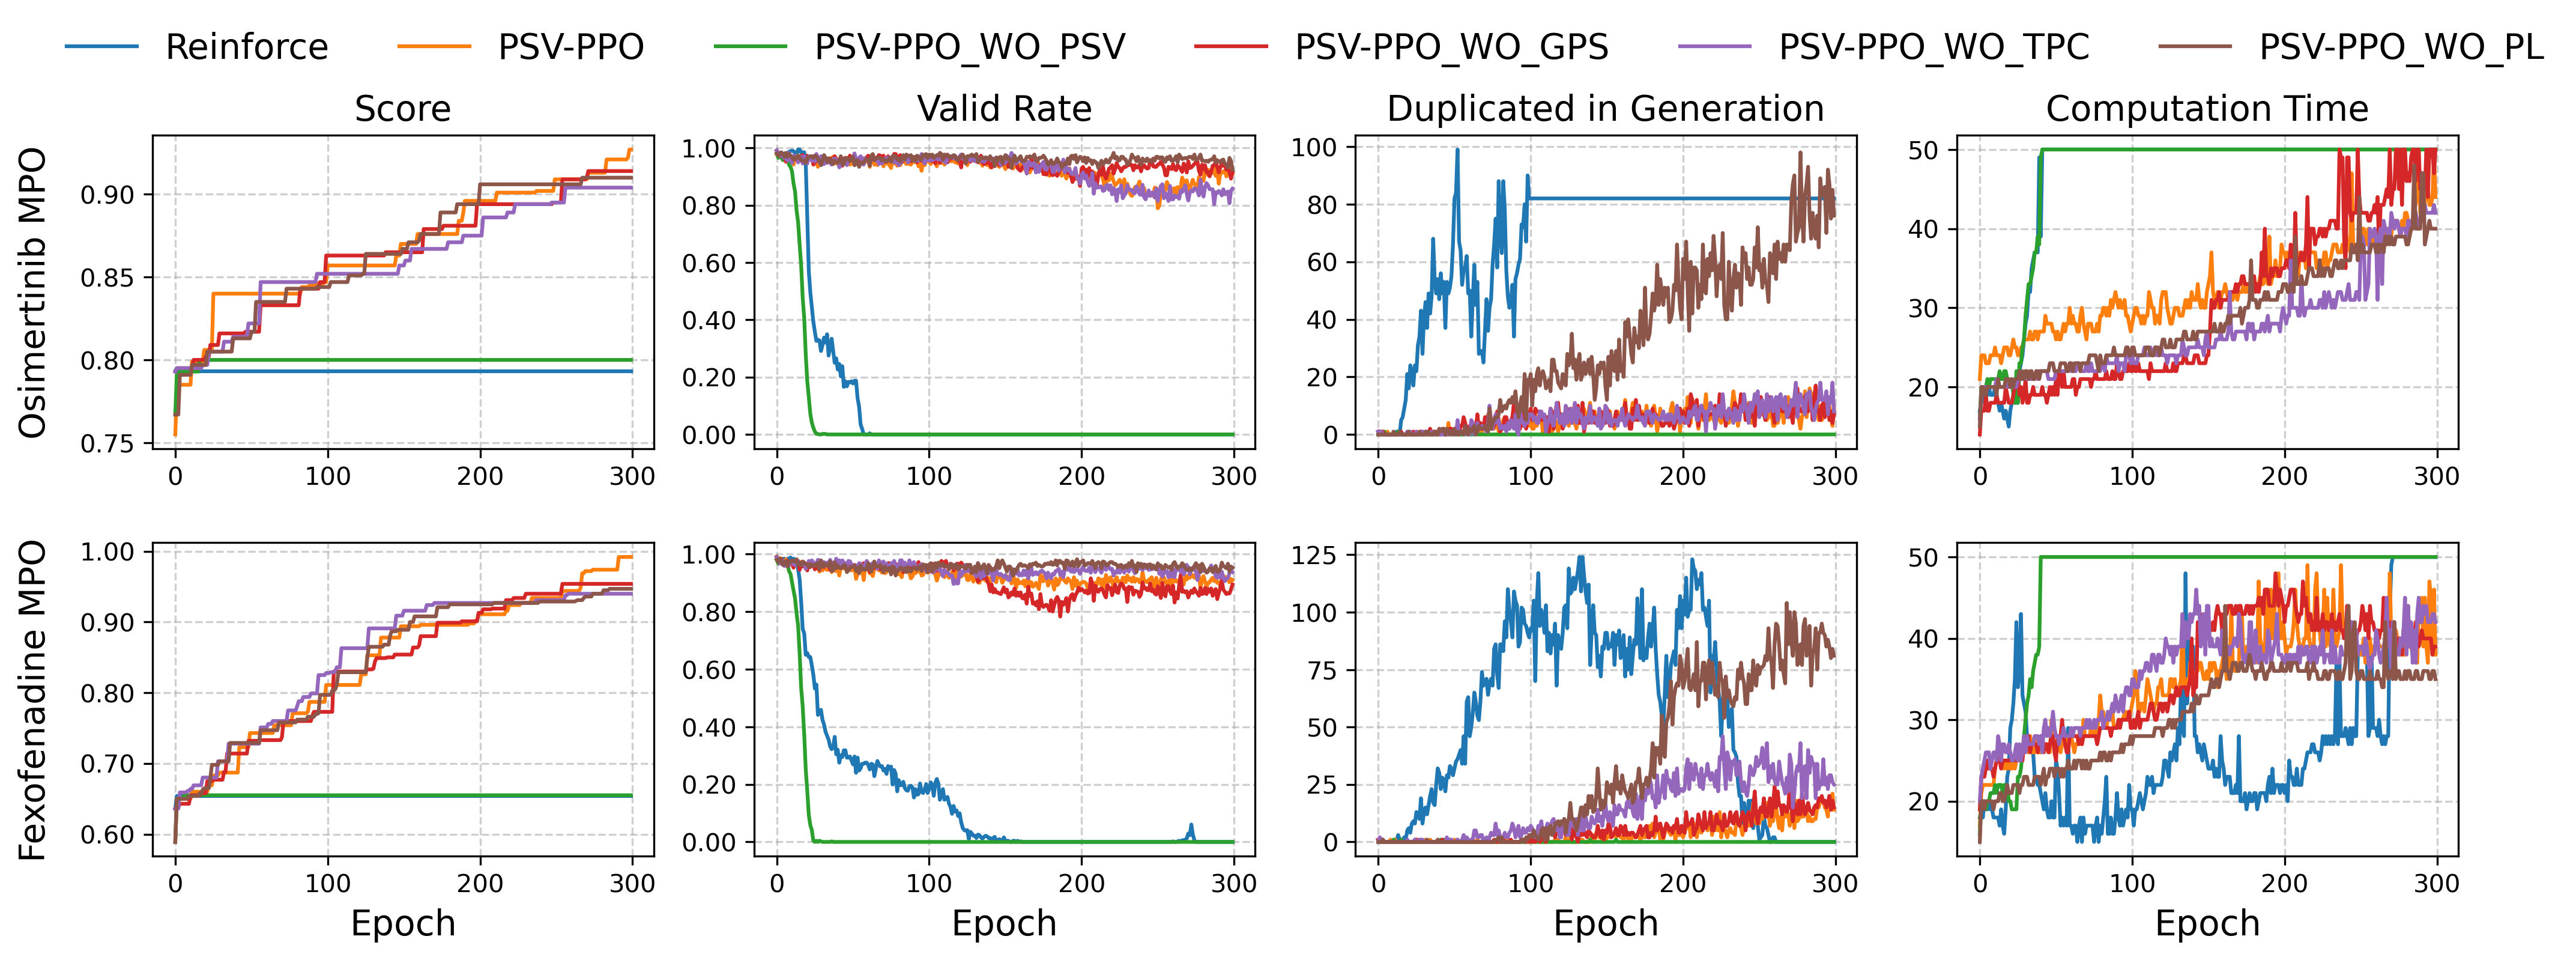 Reinforce PSV-PPO PSV-PPO_WO_PSV PSV-PPO_WO_GPS PSV-PPO_WO_TPC PSV-PPO_WO_PL
Score Valid Rate Duplicated in Generation Computation Time
Osimertinib MPO
0.90
0.85
0.80
0.75
0 100 200 300
1.00
0.80
0.60
0.40
0.20
0.00
0 100 200 300
100
80
60
40
20
0
0 100 200 300
50
40
30
20
0 100 200 300
Fexofenadine MPO
1.00
0.90
0.80
0.70
0.60
0 100 200 300
Epoch
1.00
0.80
0.60
0.40
0.20
0.00
0 100 200 300
Epoch
125
100
75
50
25
0
0 100 200 300
Epoch
50
40
30
20
0 100 200 300
Epoch